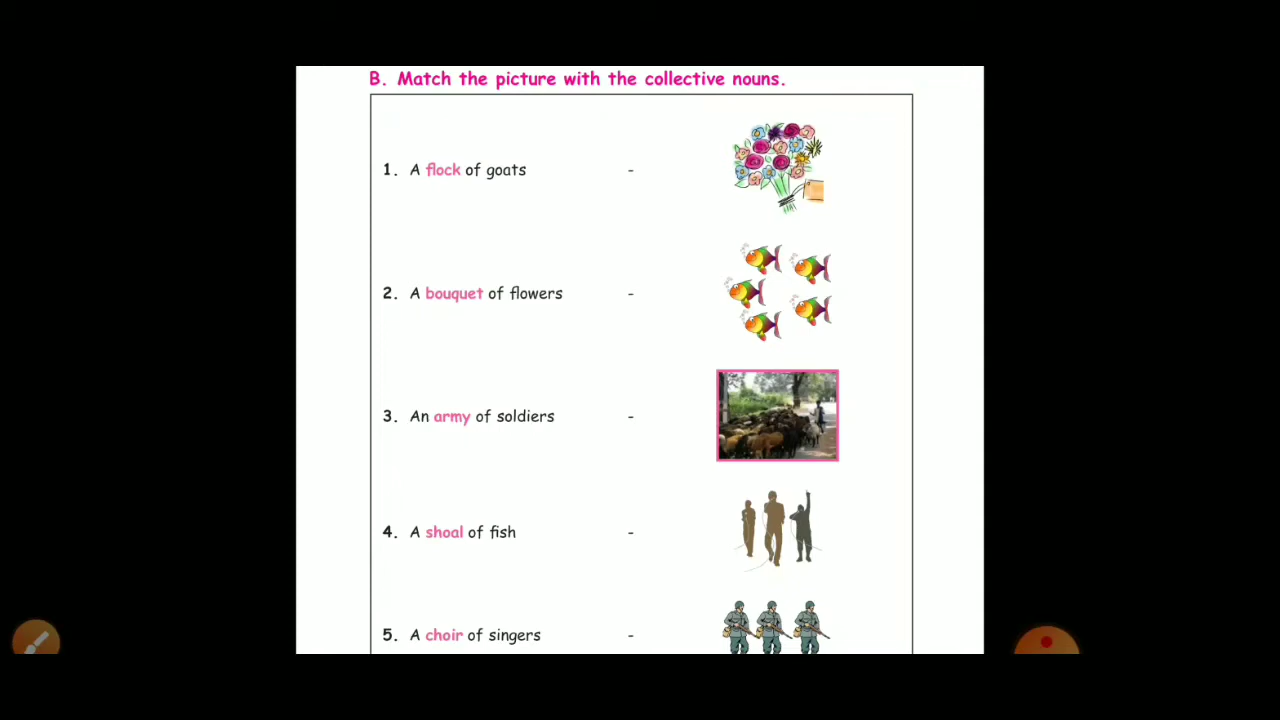 B. Match the picture with the collective nouns.
1. A flock of goats -
2. A bouquet of flowers -
3. An army of soldiers -
4. A shoal of fish -
5. A choir of singers -